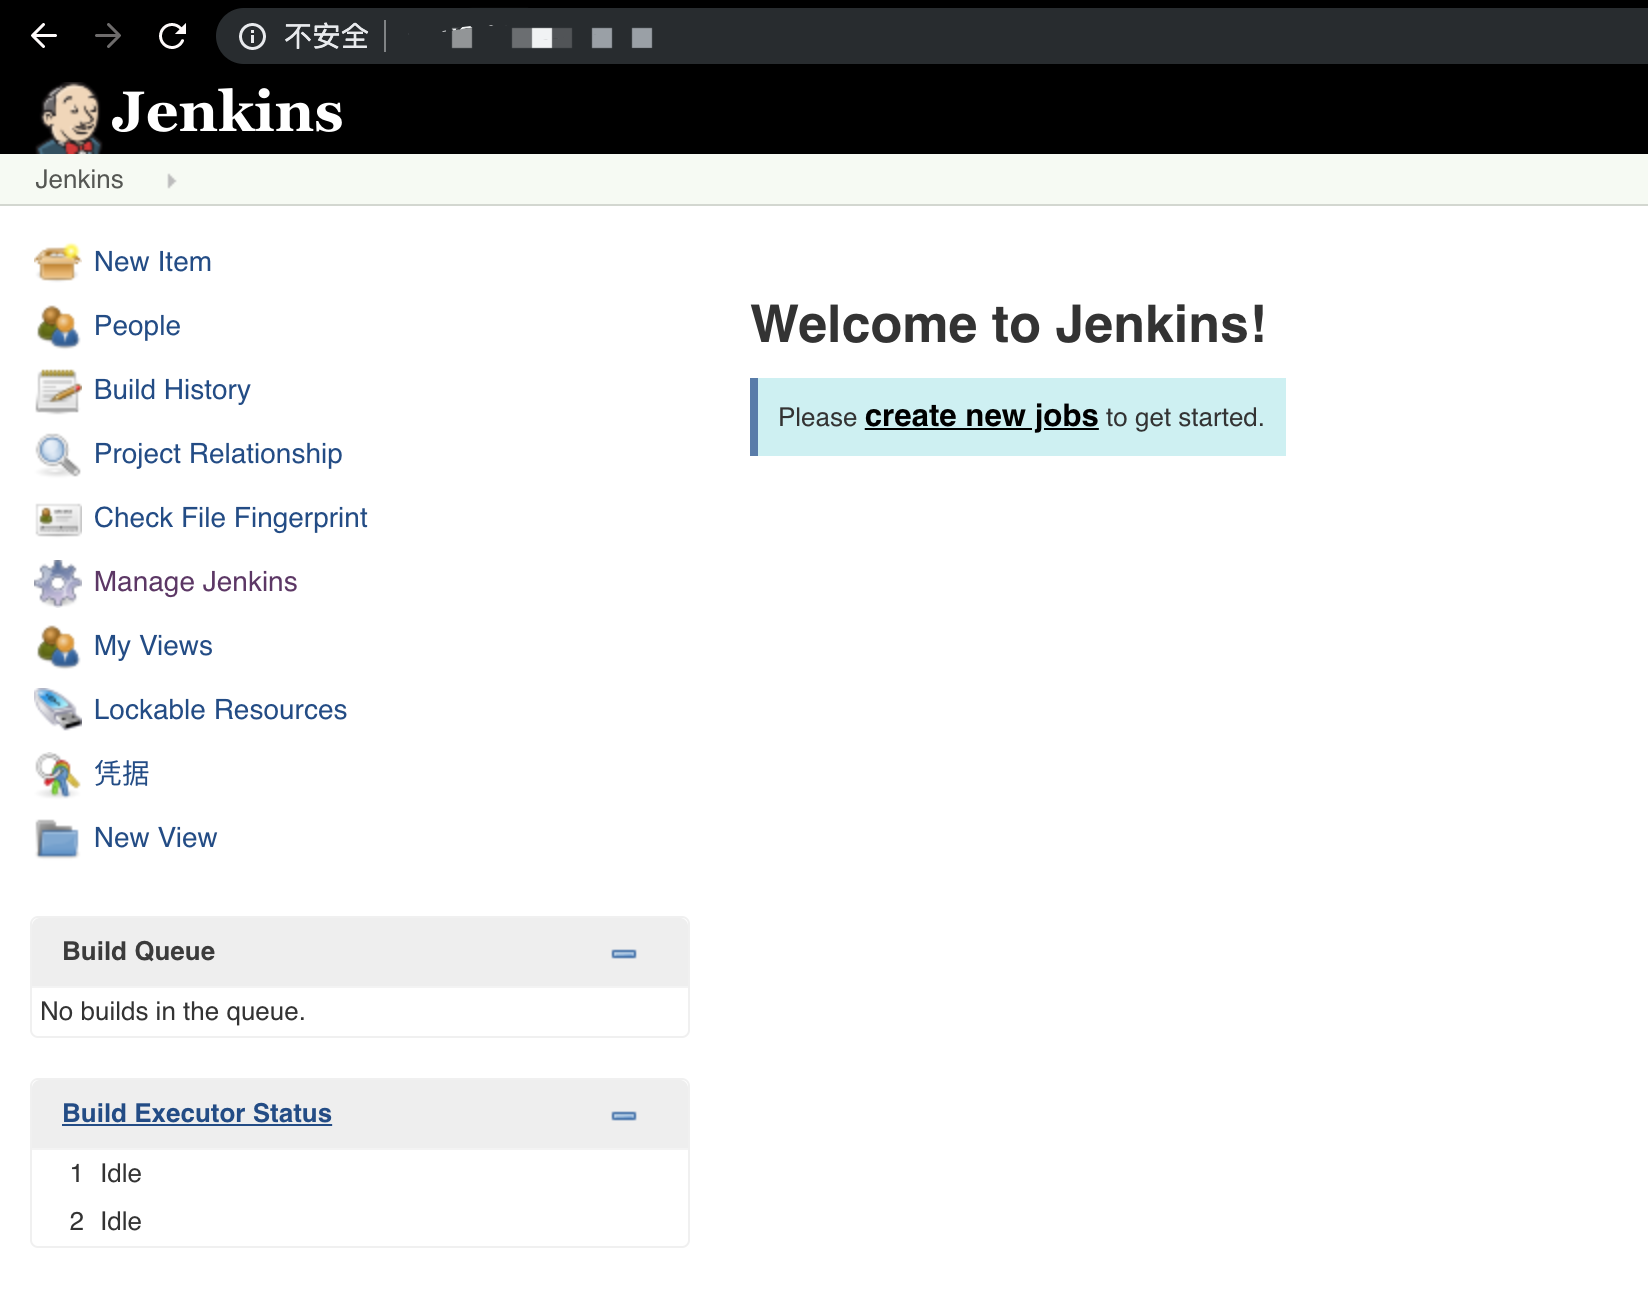 不安全
Jenkins
Jenkins
New Item
People
Build History
Project Relationship
Check File Fingerprint
Manage Jenkins
My Views
Lockable Resources
凭据
New View
Welcome to Jenkins!
Please create new jobs to get started.
Build Queue
No builds in the queue.
Build Executor Status
1 Idle
2 Idle